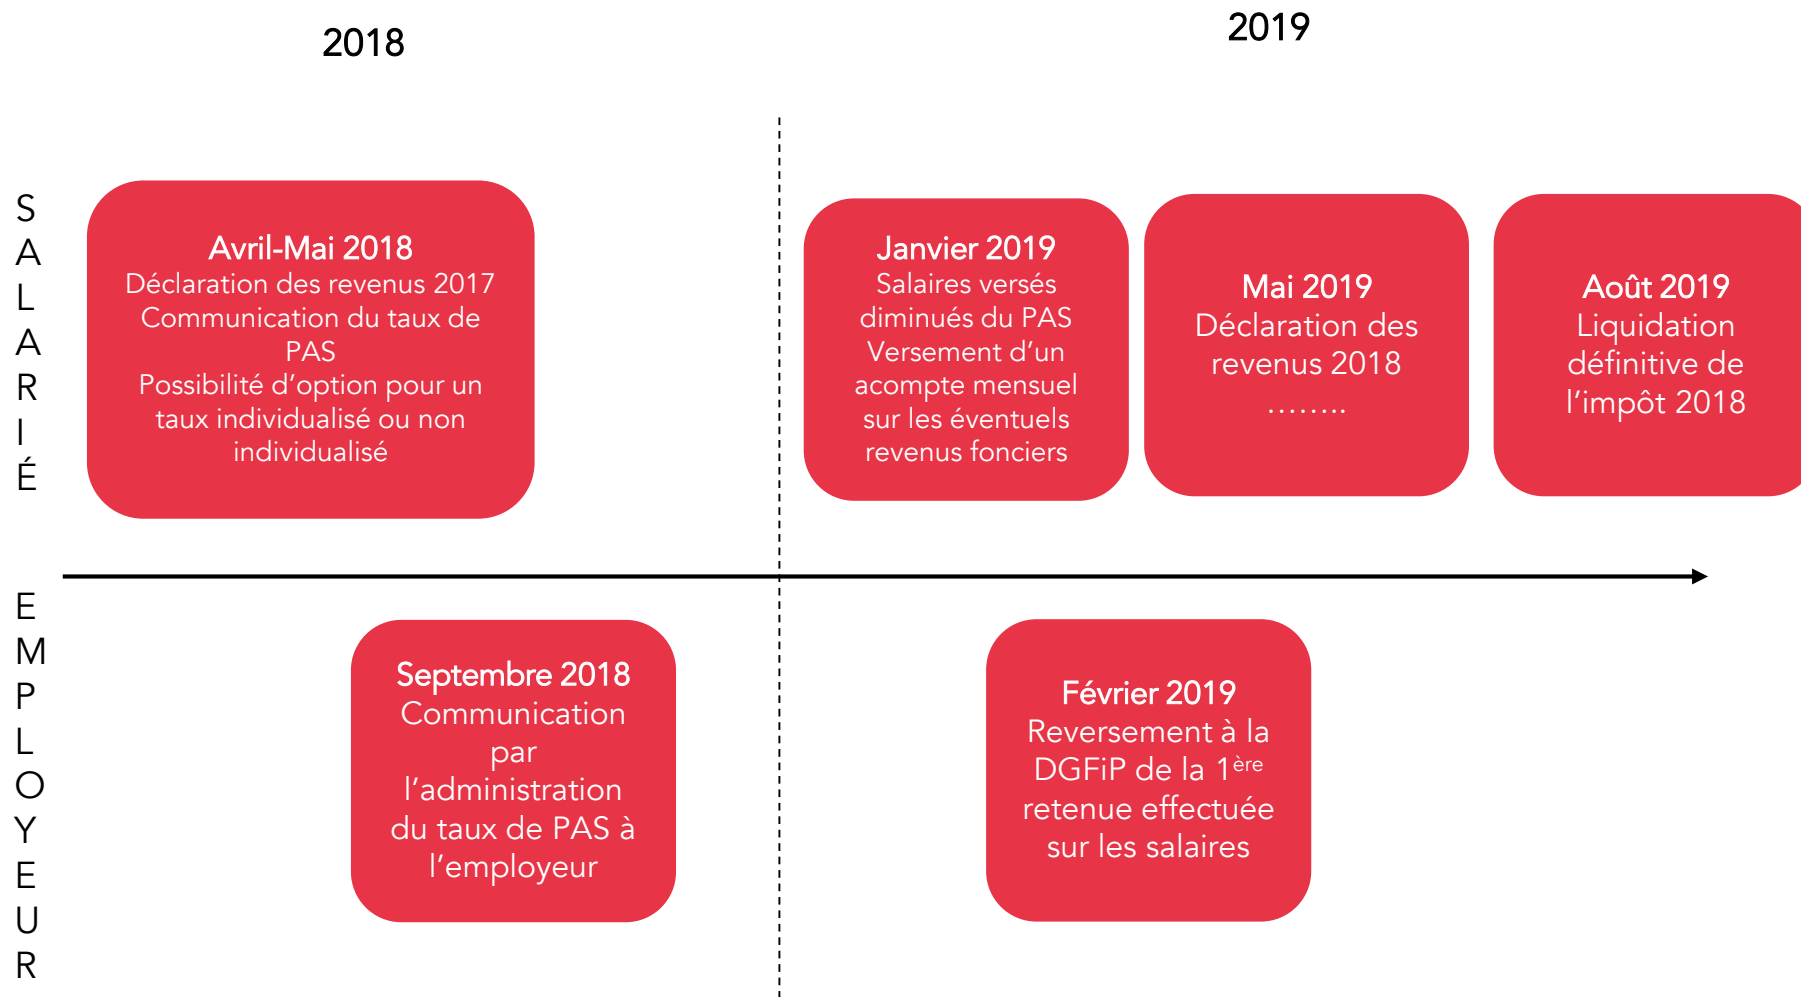 2018
2019
SALARIÉ
Avril-Mai 2018
Déclaration des revenus 2017
Communication du taux de
PAS
Possibilité d’option pour un
taux individualisé ou non
individualisé
Janvier 2019
Salaires versés
diminués du PAS
Versement d’un
acompte mensuel
sur les éventuels
revenus fonciers
Mai 2019
Déclaration des
revenus 2018
……..
Août 2019
Liquidation
définitive de
l’impôt 2018
EMPLOYEUR
Septembre 2018
Communication
par
l’administration
du taux de PAS à
l’employeur
Février 2019
Reversement à la
DGFiP de la 1ère
retenue effectuée
sur les salaires